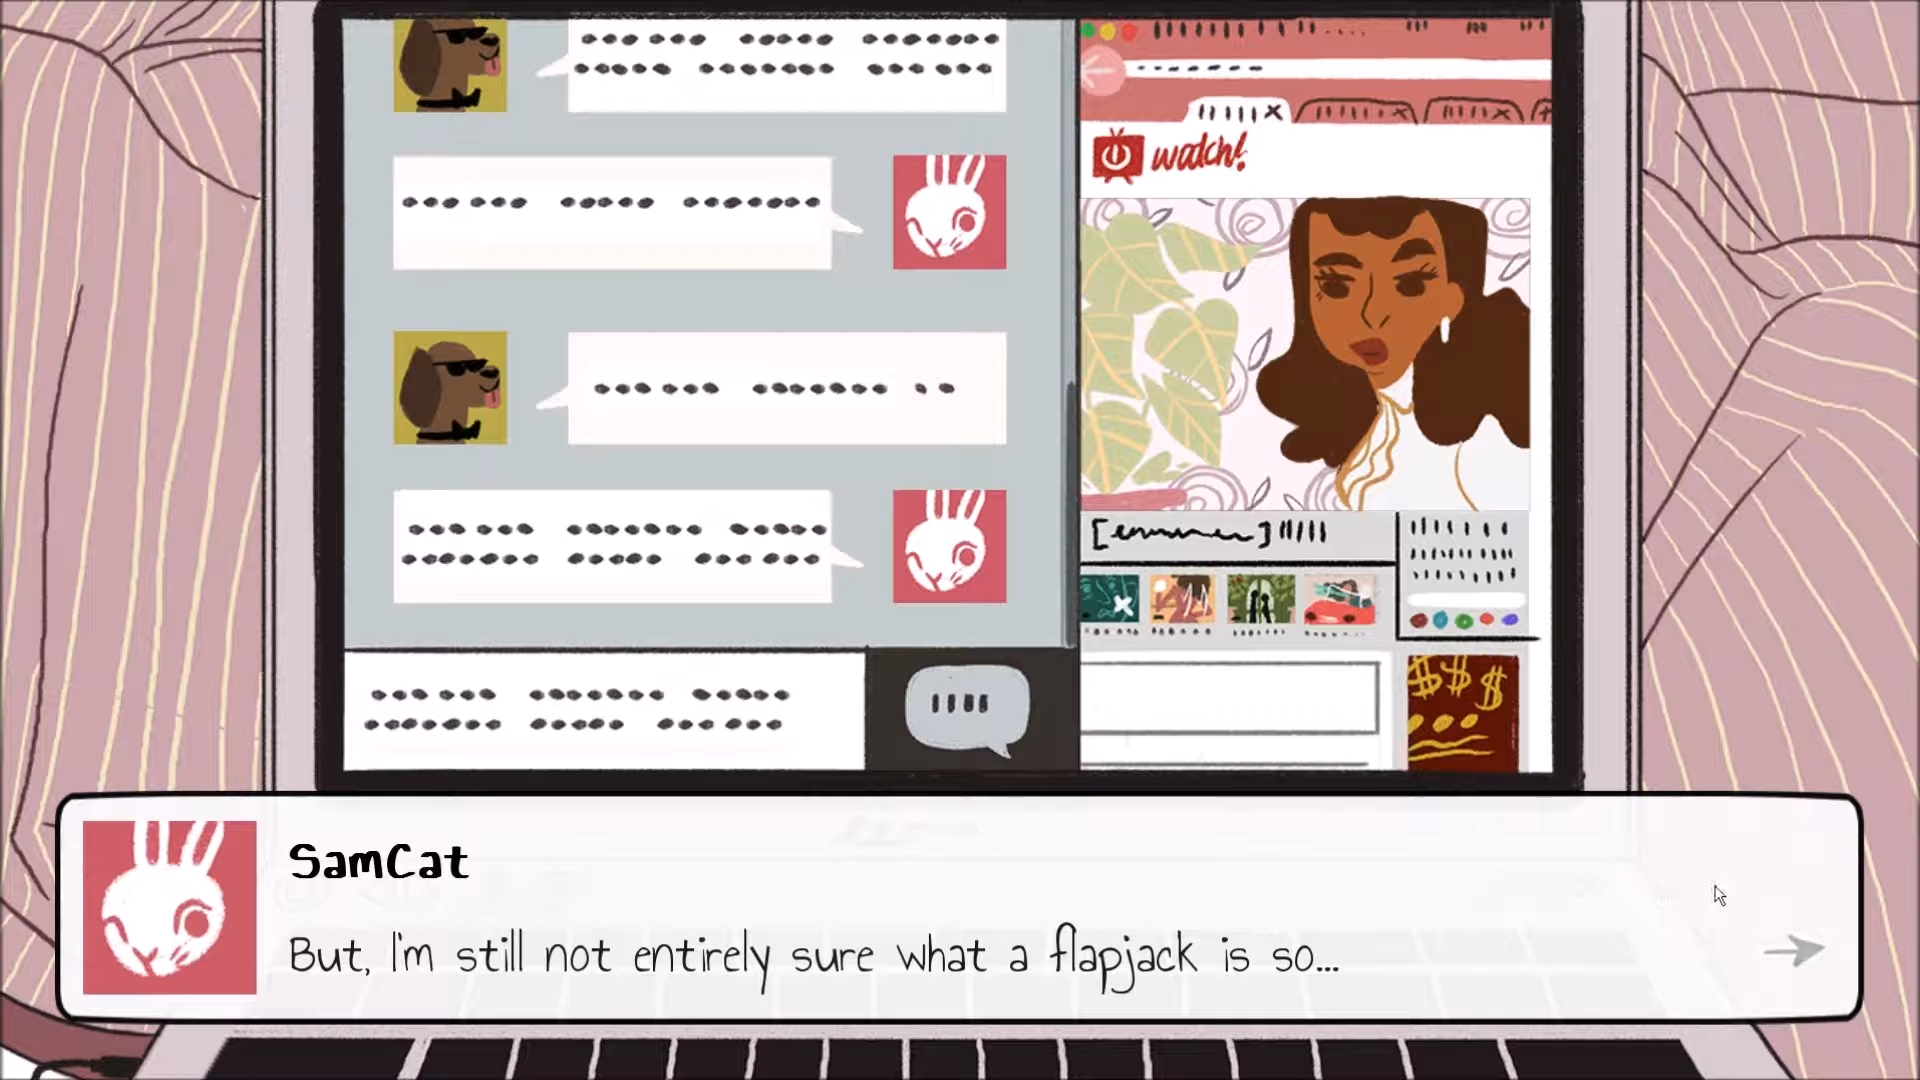 watch!
$$$
SamCat
But, I'm still not entirely sure what a flapjack is so...